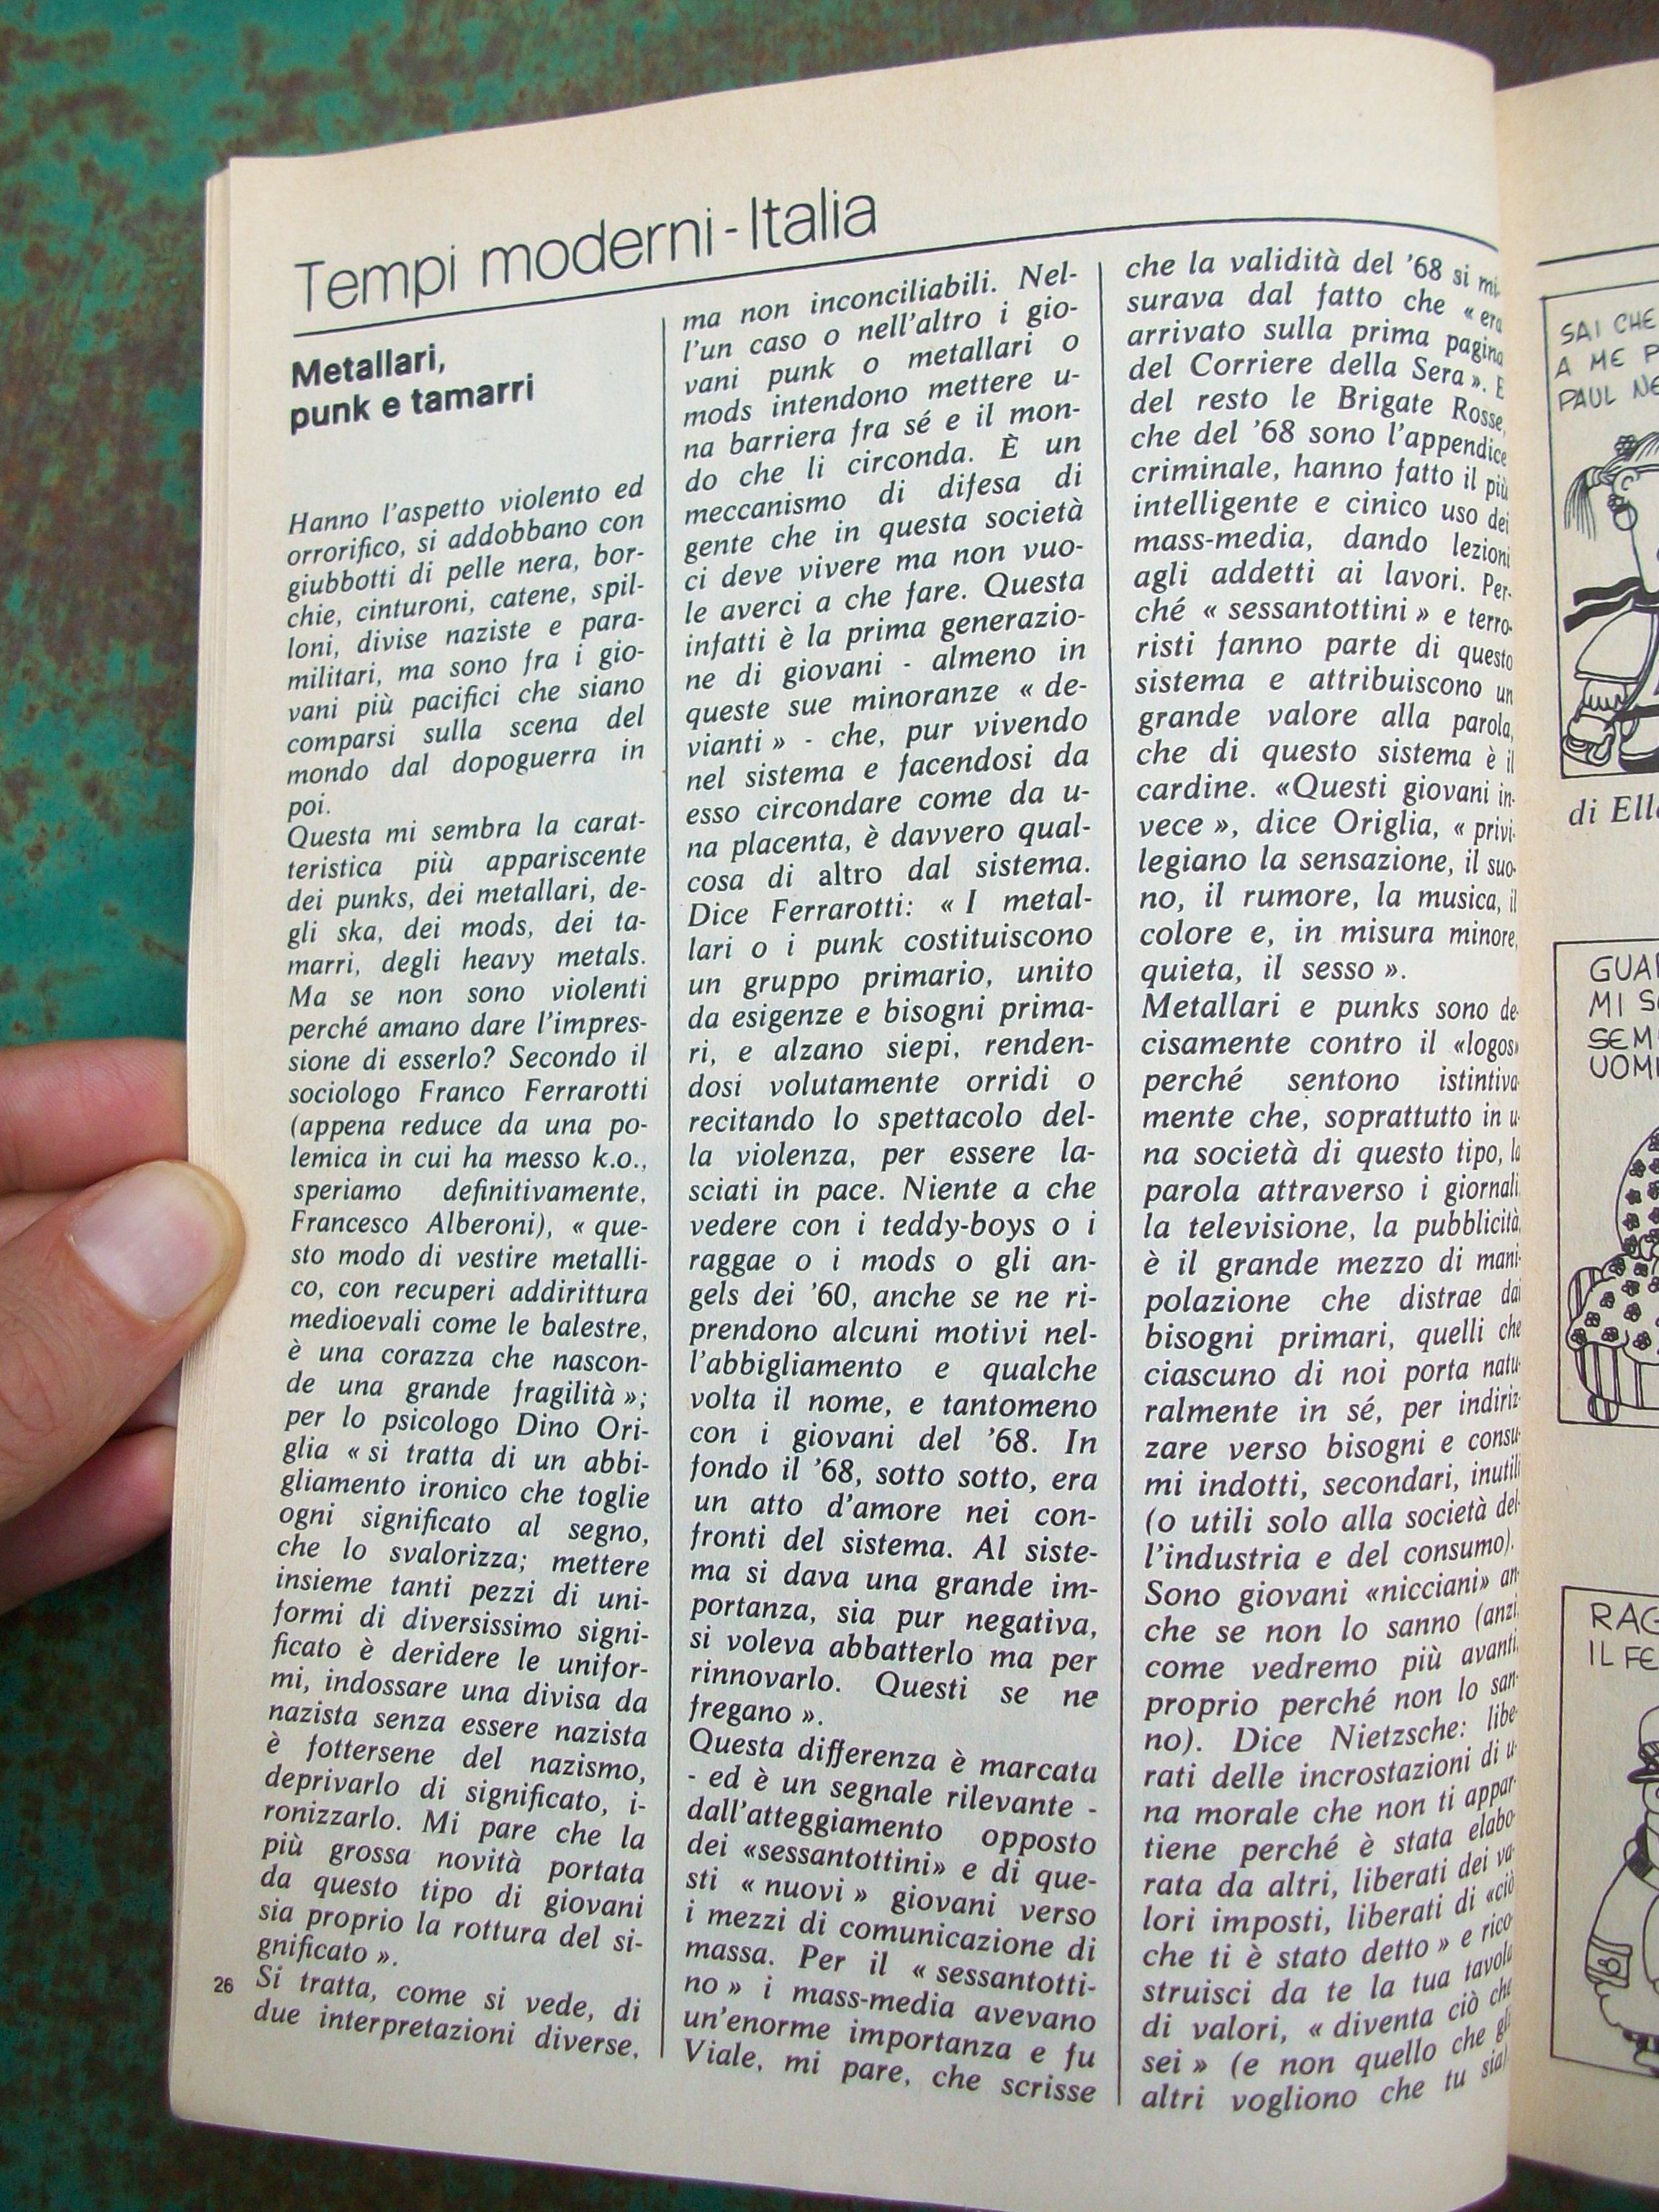 Tempi moderni-Italia
Metallari,
punk e tamarri
Hanno l'aspetto violento ed
orrorifico, si addobbano con
giubbotti di pelle nera, bor-
chie, cinturoni, catene, spil-
loni, divise naziste e para-
militari, ma sono fra i gio-
vani più pacifici che siano
comparsi sulla scena del
mondo dal dopoguerra in
poi.
Questa mi sembra la carat-
teristica più appariscente
dei punks, dei metallari, de-
gli ska, dei mods, dei ta-
marri, degli heavy metals.
Ma se non sono violenti
perché amano dare l'impres-
sione di esserlo? Secondo il
sociologo Franco Ferrarotti
(appena reduce da una po-
lemica in cui ha messo k.o.,
speriamo definitivamente,
Francesco Alberoni), « que-
sto modo di vestire metalli-
co, con recuperi addirittura
medioevali come le balestre,
è una corazza che nascon-
de una grande fragilità »;
per lo psicologo Dino Ori-
glia « si tratta di un abbi-
gliamento ironico che toglie
ogni significato al segno,
che lo svalorizza; mettere
insieme tanti pezzi di uni-
formi di diversissimo signi-
ficato è deridere le unifor-
mi, indossare una divisa da
nazista senza essere nazista
è fottersene del nazismo,
deprivarlo di significato, i-
ronizzarlo. Mi pare che la
più grossa novità portata
da questo tipo di giovani
sia proprio la rottura del si-
gnificato ».
Si tratta, come si vede, di
due interpretazioni diverse,
26
ma non inconciliabili. Nel-
l'un caso o nell'altro i gio-
vani punk o metallari o
mods intendono mettere u-
na barriera fra sé e il mon-
do che li circonda. È un
meccanismo di difesa di
gente che in questa società
ci deve vivere ma non vuo-
le averci a che fare. Questa
infatti è la prima generazio-
ne di giovani - almeno in
queste sue minoranze « de-
vianti » - che, pur vivendo
nel sistema e facendosi da
esso circondare come da u-
na placenta, è davvero qual-
cosa di altro dal sistema.
Dice Ferrarotti: « I metal-
lari o i punk costituiscono
un gruppo primario, unito
da esigenze e bisogni prima-
ri, e alzano siepi, renden-
dosi volutamente orridi o
recitando lo spettacolo del-
la violenza, per essere la-
sciati in pace. Niente a che
vedere con i teddy-boys o i
raggae o i mods o gli an-
gels dei '60, anche se ne ri-
prendono alcuni motivi nel-
l'abbigliamento e qualche
volta il nome, e tantomeno
con i giovani del '68. In
fondo il '68, sotto sotto, era
un atto d'amore nei con-
fronti del sistema. Al siste-
ma si dava una grande im-
portanza, sia pur negativa,
si voleva abbatterlo ma per
rinnovarlo. Questi se ne
fregano ».
Questa differenza è marcata
- ed è un segnale rilevante -
dall'atteggiamento opposto
dei «sessantottini» e di que-
sti « nuovi » giovani verso
i mezzi di comunicazione di
massa. Per il « sessantotti-
no » i mass-media avevano
un'enorme importanza e fu
Viale, mi pare, che scrisse
che la validità del '68 si mi-
surava dal fatto che « era
arrivato sulla prima pagina
del Corriere della Sera ». E
del resto le Brigate Rosse,
che del '68 sono l'appendice
criminale, hanno fatto il più
intelligente e cinico uso dei
mass-media, dando lezioni
agli addetti ai lavori. Per-
ché « sessantottini » e terro-
risti fanno parte di questo
sistema e attribuiscono un
grande valore alla parola,
che di questo sistema è il
cardine. «Questi giovani in-
vece », dice Origlia, « privi-
legiano la sensazione, il suo-
no, il rumore, la musica, il
colore e, in misura minore,
quieta, il sesso ».
Metallari e punks sono de-
cisamente contro il «logos»
perché sentono istintiva-
mente che, soprattutto in u-
na società di questo tipo, la
parola attraverso i giornali,
la televisione, la pubblicità,
è il grande mezzo di mani-
polazione che distrae dai
bisogni primari, quelli che
ciascuno di noi porta natu-
ralmente in sé, per indiriz-
zare verso bisogni e consu-
mi indotti, secondari, inutili
(o utili solo alla società del-
l'industria e del consumo).
Sono giovani «nicciani» an-
che se non lo sanno (anzi,
come vedremo più avanti,
proprio perché non lo san-
no). Dice Nietzsche: libe-
rati delle incrostazioni di u-
na morale che non ti appar-
tiene perché è stata elabo-
rata da altri, liberati dei va-
lori imposti, liberati di «ciò
che ti è stato detto » e rico-
struisci da te la tua tavola
di valori, « diventa ciò che
sei » (e non quello che gli
altri vogliono che tu sia)
SAI CHE
A ME P
PAUL NE
di Elle
GUAR
MI S
SEM
UOMI
RAG
IL FE